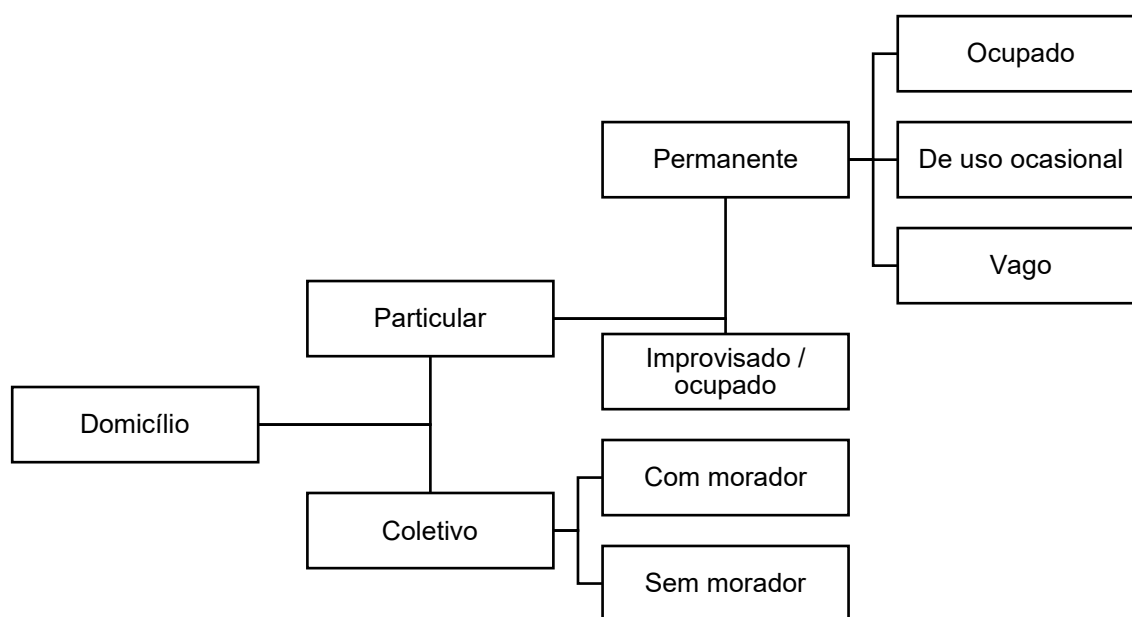 Ocupado
Permanente
De uso ocasional
Vago
Particular
Improvisado /
ocupado
Domicílio
Com morador
Coletivo
Sem morador